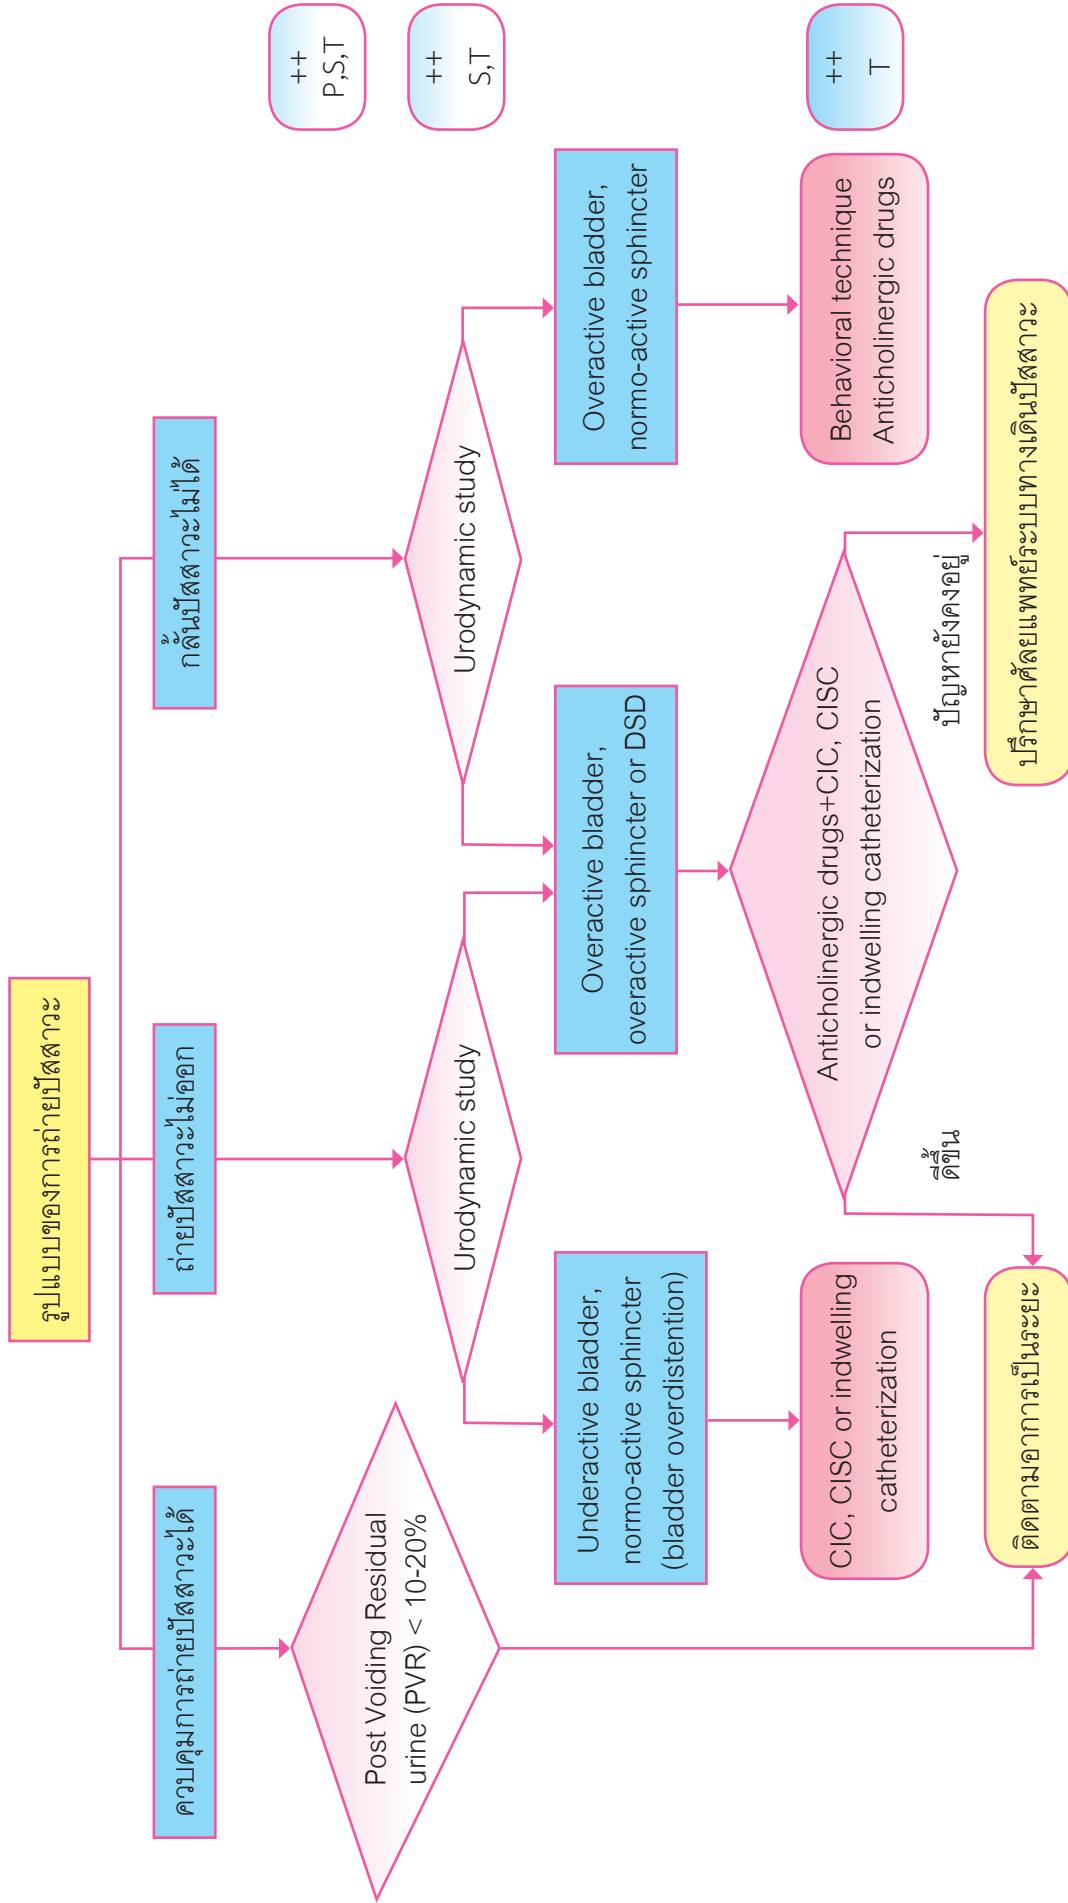 รูปแบบของการถ่ายปัสสาวะ
ควบคุมการถ่ายปัสสาวะได้
ถ่ายปัสสาวะไม่ออก
กลั้นปัสสาวะไม่ได้
Post Voiding Residual
urine (PVR) < 10-20%
++
P,S,T
Urodynamic study
Urodynamic study
++
S,T
Underactive bladder,
normo-active sphincter
(bladder overdistention)
Overactive bladder,
overactive sphincter or DSD
Overactive bladder,
normo-active sphincter
CIC, CISC or indwelling
catheterization
Anticholinergic drugs+CIC, CISC
or indwelling catheterization
Behavioral technique
Anticholinergic drugs
++
T
ดีขึ้น
ปัญหายังคงอยู่
ติดตามอาการเป็นระยะ
ปรึกษาศัลยแพทย์ระบบทางเดินปัสสาวะ